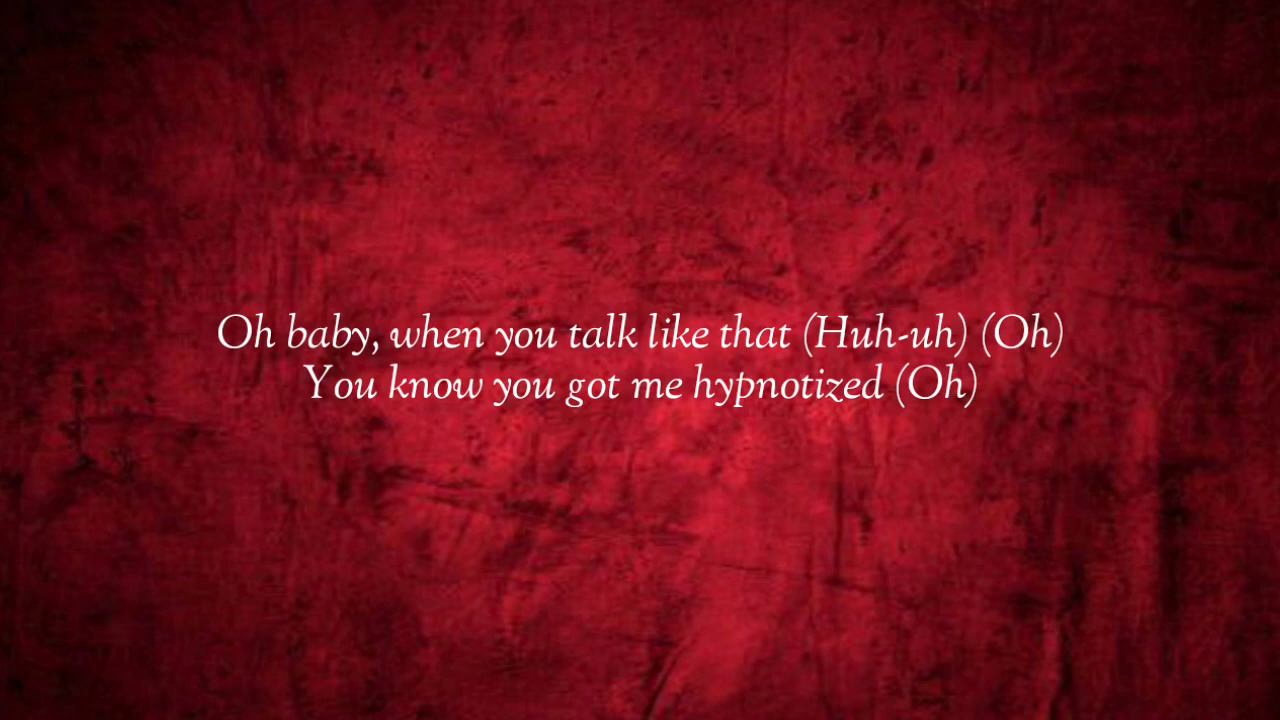 Oh baby, when you talk like that (Huh-uh) (Oh)
You know you got me hypnotized (Oh)